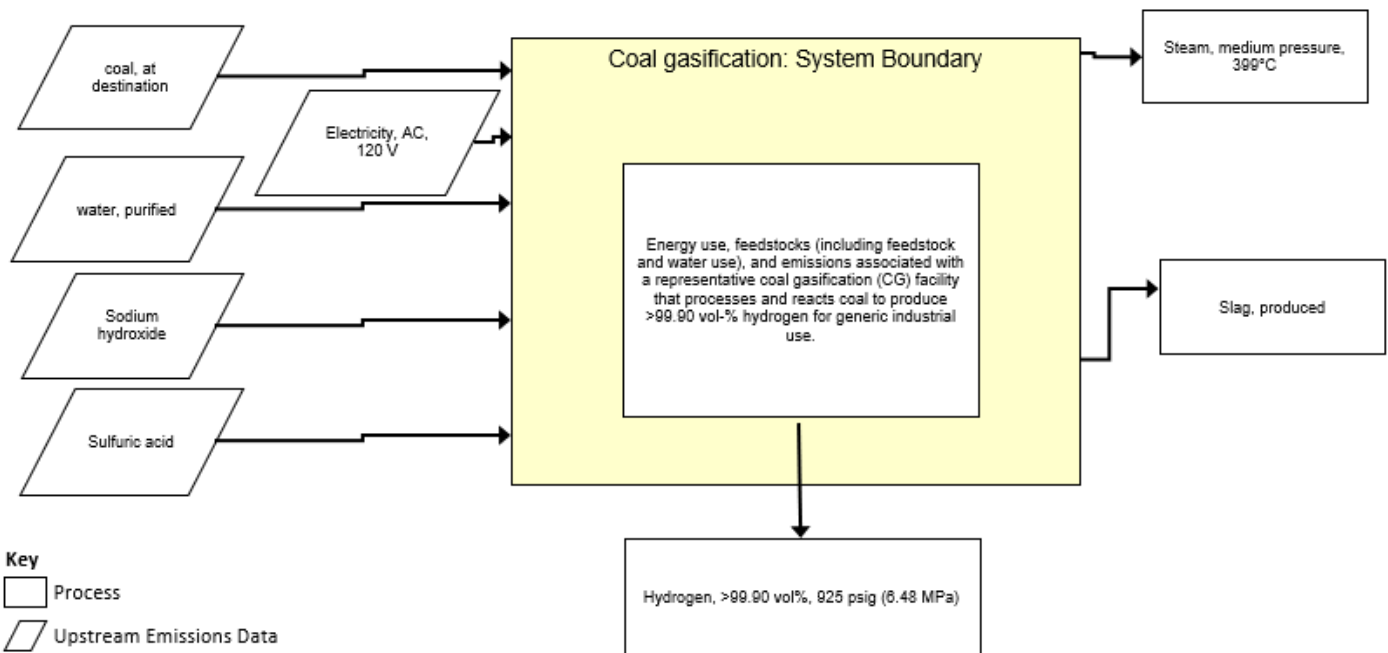 Coal gasification: System Boundary
coal, at
destination
Electricity, AC,
120 V
water, purified
Sodium
hydroxide
Sulfuric acid
Energy use, feedstocks (including feedstock
and water use), and emissions associated with
a representative coal gasification (CG) facility
that processes and reacts coal to produce
>99.90 vol-% hydrogen for generic industrial
use.
Steam, medium pressure,
399°C
Slag, produced
Hydrogen, >99.90 vol%, 925 psig (6.48 MPa)
Key
Process
Upstream Emissions Data